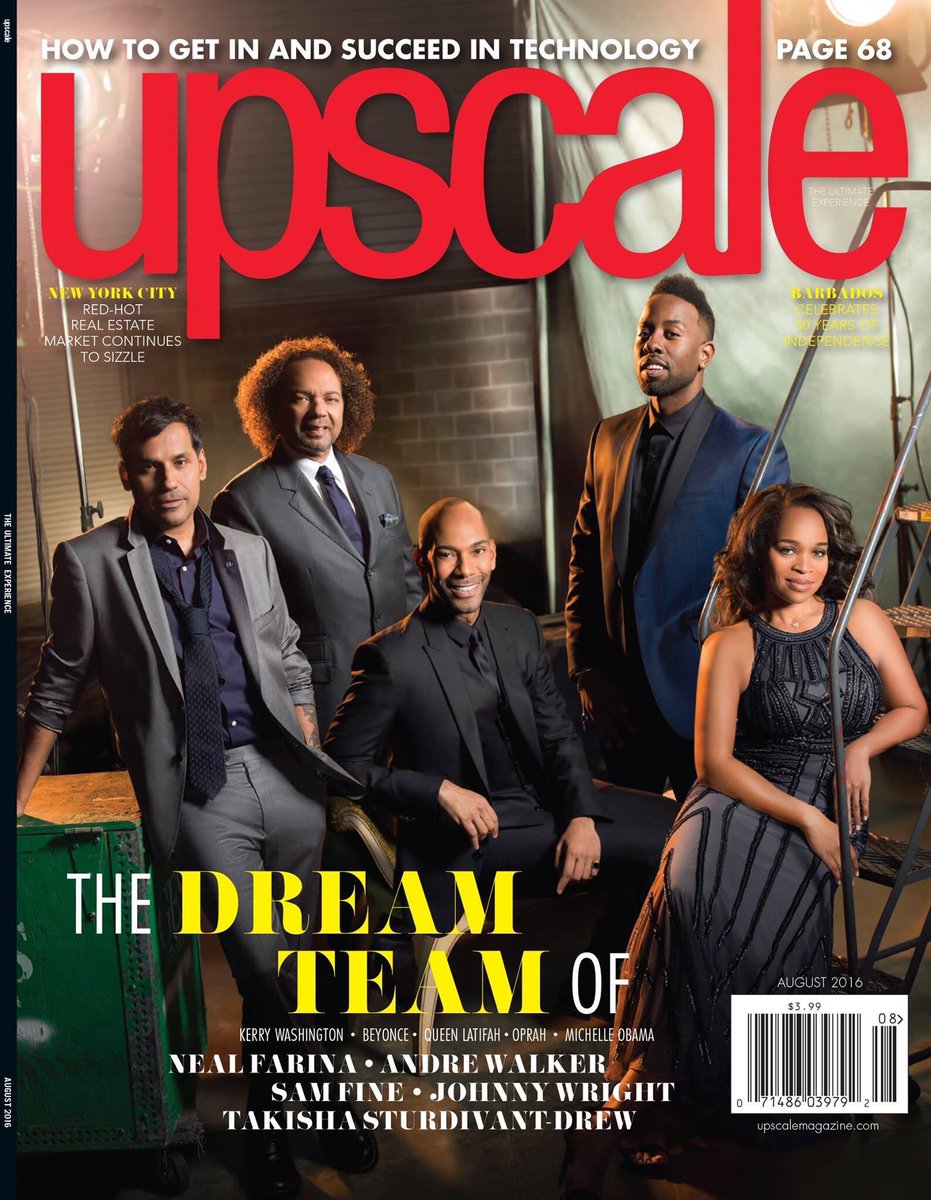 HOW TO GET IN AND SUCCEED IN TECHNOLOGY PAGE 68
upscale
THE ULTIMATE
EXPERIENCE
NEW YORK CITY
RED-HOT
REAL ESTATE
MARKET CONTINUES
TO SIZZLE
BARBADOS
CELEBRATES
50 YEARS OF
INDEPENDENCE
THE DREAM
TEAM OF
KERRY WASHINGTON • BEYONCE • QUEEN LATIFAH • OPRAH • MICHELLE OBAMA
NEAL FARINA • ANDRE WALKER
SAM FINE • JOHNNY WRIGHT
TAKISHA STURDIVANT-DREW
AUGUST 2016
$3.99
08>
0 71486 03979 2
upscalemagazine.com
upscale
THE ULTIMATE EXPERIENCE
AUGUST 2016